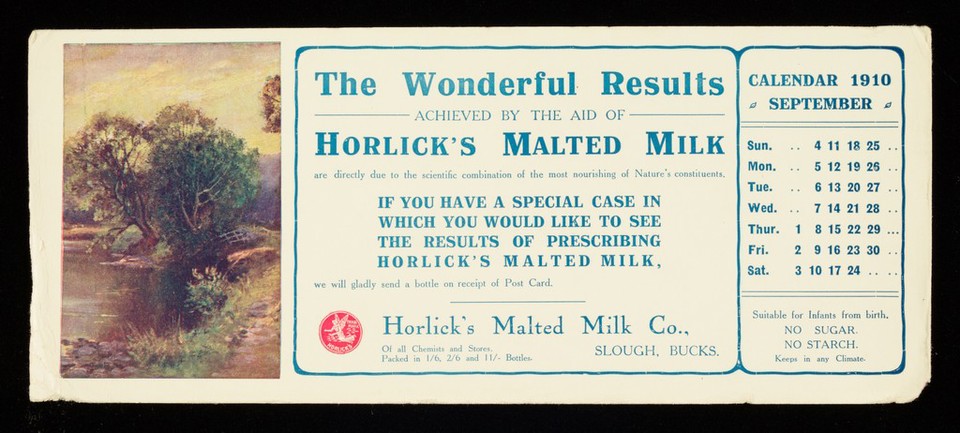 The Wonderful Results
ACHIEVED BY THE AID OF
HORLICK'S MALTED MILK
are directly due to the scientific combination of the most nourishing of Nature's constituents.
IF YOU HAVE A SPECIAL CASE IN
WHICH YOU WOULD LIKE TO SEE
THE RESULTS OF PRESCRIBING
HORLICK'S MALTED MILK,
we will gladly send a bottle on receipt of Post Card.
HORLICK'S
Horlick's Malted Milk Co.,
Of all Chemists and Stores,
Packed in 1/6, 2/6 and 11/- Bottles.
SLOUGH, BUCKS.
CALENDAR 1910
SEPTEMBER
Sun. .. 4 11 18 25 ..
Mon. .. 5 12 19 26 ..
Tue. .. 6 13 20 27 ..
Wed. .. 7 14 21 28 ..
Thur. 1 8 15 22 29 ...
Fri. 2 9 16 23 30 ..
Sat. 3 10 17 24 .. ..
Suitable for Infants from birth.
NO SUGAR.
NO STARCH.
Keeps in any Climate.